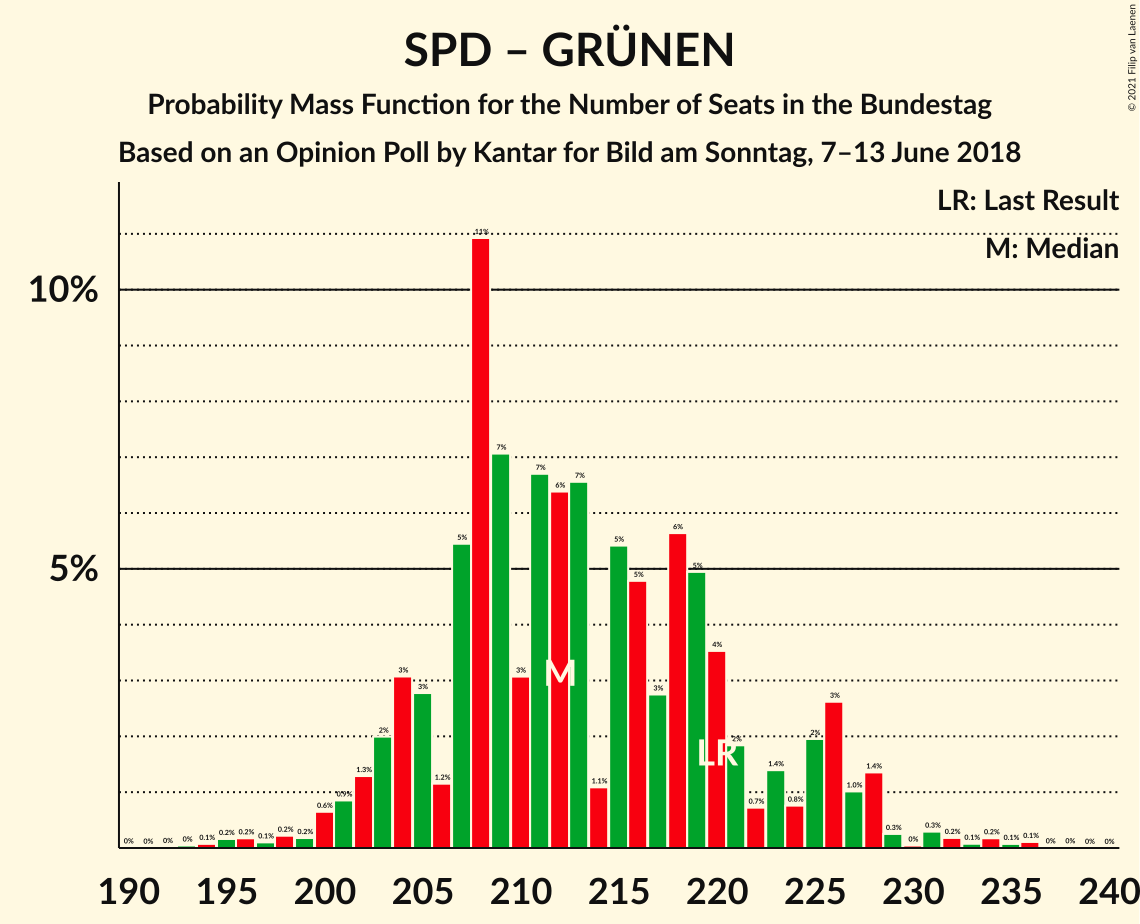 SPD – GRÜNEN
Probability Mass Function for the Number of Seats in the Bundestag
Based on an Opinion Poll by Kantar for Bild am Sonntag, 7–13 June 2018
© 2021 Filip van Laenen
LR: Last Result
M: Median
10%
5%
0% 0% 0% 0% 0.1% 0.2% 0.2% 0.1% 0.2% 0.2% 0.6% 0.9% 1.3% 2% 3% 3% 1.2% 5% 11% 7% 3% 7% 6% 7% 1.1% 5% 5% 3% 6% 5% 4% 2% 0.7% 1.4% 0.8% 2% 3% 1.0% 1.4% 0.3% 0% 0.3% 0.2% 0.1% 0.2% 0.1% 0.1% 0% 0% 0% 0%
M
LR
190 195 200 205 210 215 220 225 230 235 240